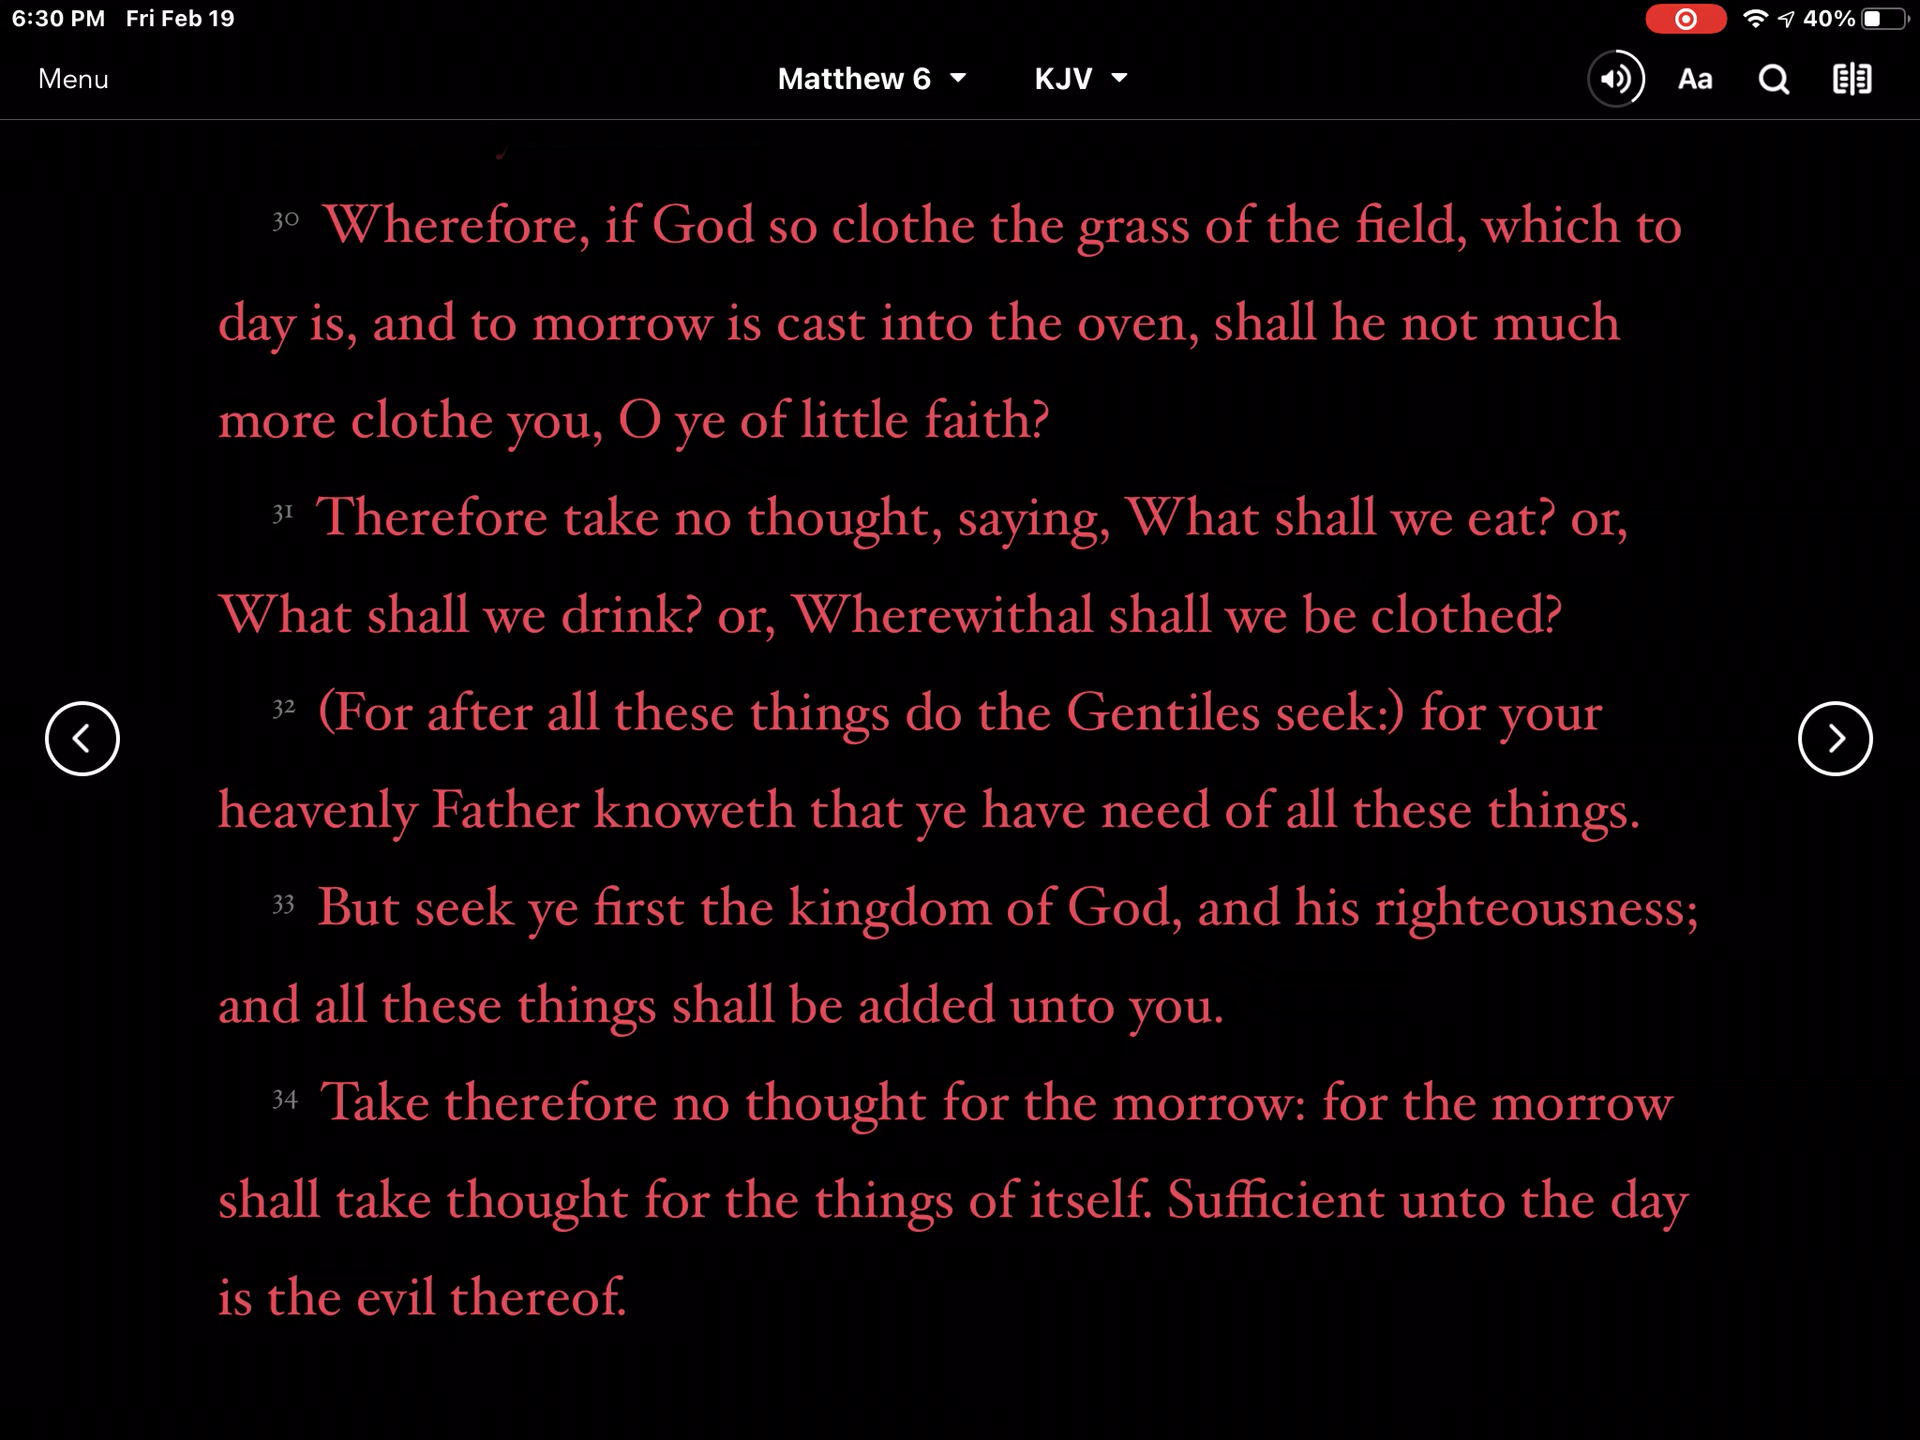 6:30 PM Fri Feb 19 40%
Menu Matthew 6 KJV Aa
30 Wherefore, if God so clothe the grass of the field, which to
day is, and to morrow is cast into the oven, shall he not much
more clothe you, O ye of little faith?
31 Therefore take no thought, saying, What shall we eat? or,
What shall we drink? or, Wherewithal shall we be clothed?
32 (For after all these things do the Gentiles seek:) for your
heavenly Father knoweth that ye have need of all these things.
33 But seek ye first the kingdom of God, and his righteousness;
and all these things shall be added unto you.
34 Take therefore no thought for the morrow: for the morrow
shall take thought for the things of itself. Sufficient unto the day
is the evil thereof.